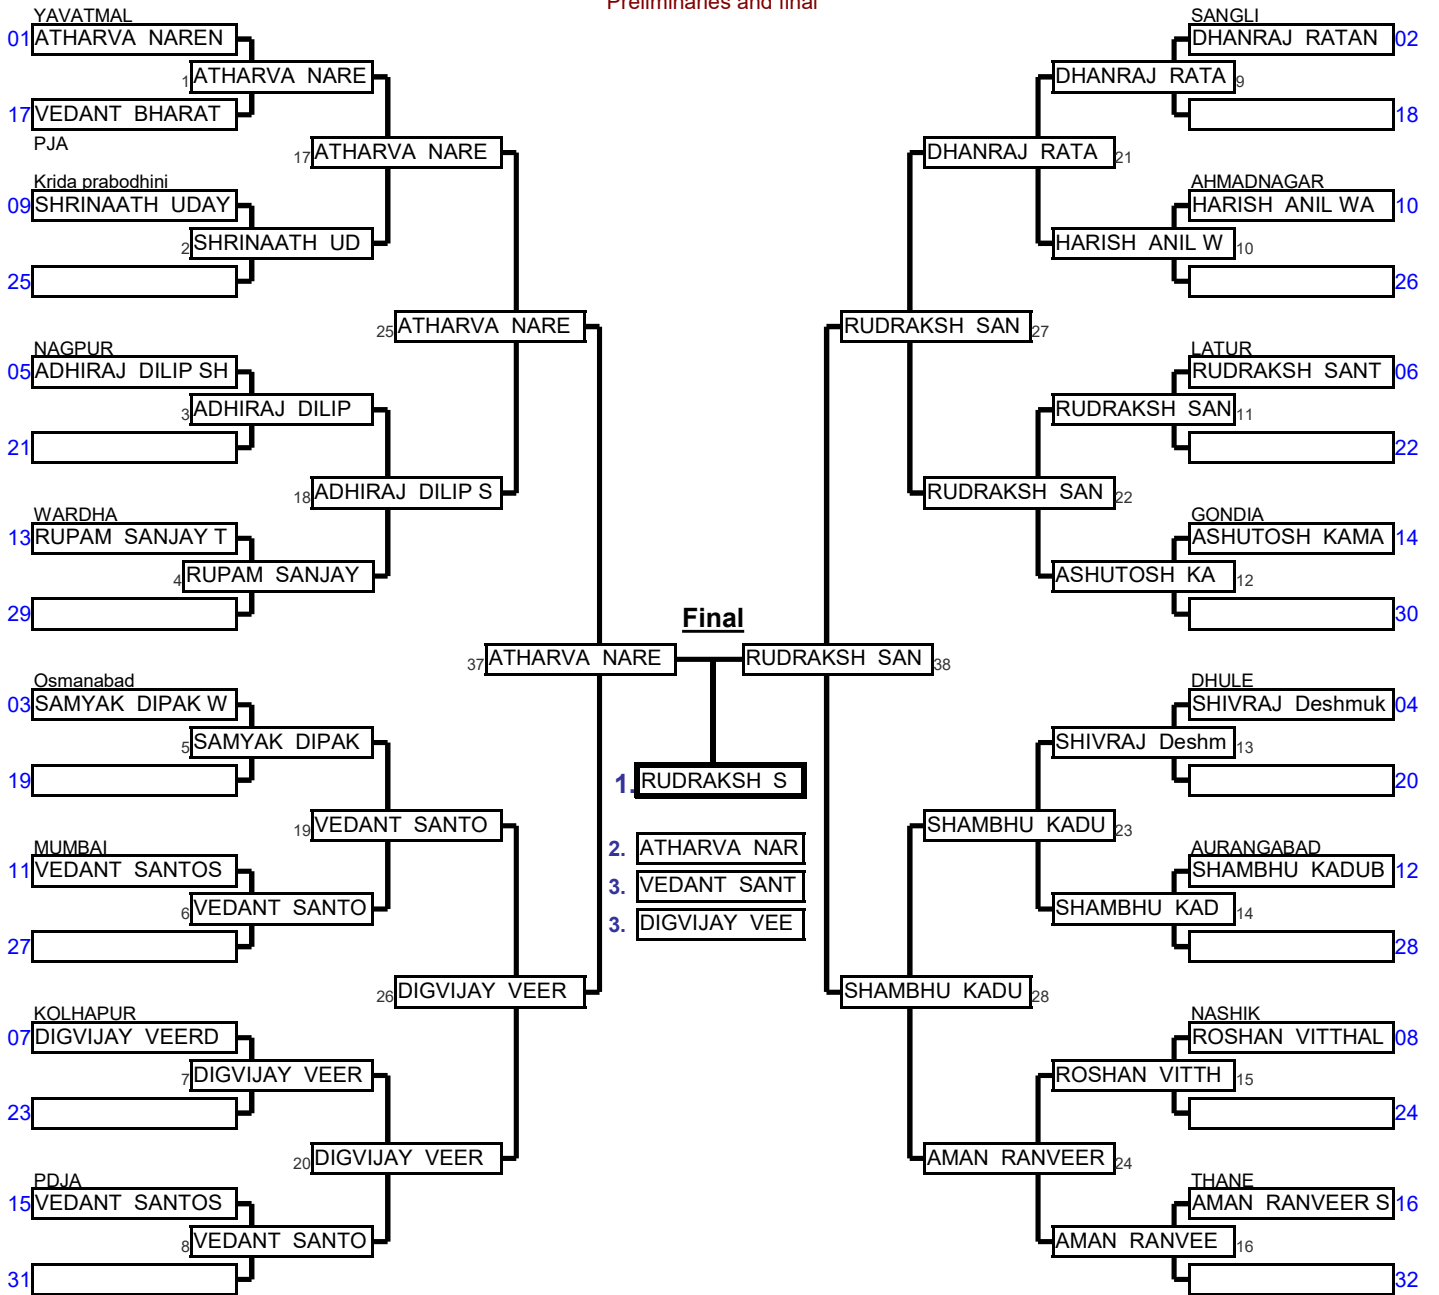 Preliminaries and final
YAVATMAL
01 ATHARVA NAREN
1 ATHARVA NARE
17 VEDANT BHARAT
PJA
17 ATHARVA NARE
Krida prabodhini
09 SHRINAATH UDAY
2 SHRINAATH UD
25
25 ATHARVA NARE
NAGPUR
05 ADHIRAJ DILIP SH
3 ADHIRAJ DILIP
21
18 ADHIRAJ DILIP S
WARDHA
13 RUPAM SANJAY T
4 RUPAM SANJAY
29
37 ATHARVA NARE
Osmanabad
03 SAMYAK DIPAK W
5 SAMYAK DIPAK
19
19 VEDANT SANTO
MUMBAI
11 VEDANT SANTOS
6 VEDANT SANTO
27
26 DIGVIJAY VEER
KOLHAPUR
07 DIGVIJAY VEERD
7 DIGVIJAY VEER
23
20 DIGVIJAY VEER
PDJA
15 VEDANT SANTOS
8 VEDANT SANTO
31
Final
1. RUDRAKSH S
2. ATHARVA NAR
3. VEDANT SANT
3. DIGVIJAY VEE
SANGLI
DHANRAJ RATAN 02
DHANRAJ RATA 9
18
DHANRAJ RATA 21
AHMADNAGAR
HARISH ANIL WA 10
HARISH ANIL W 10
26
RUDRAKSH SAN 27
LATUR
RUDRAKSH SANT 06
RUDRAKSH SAN 11
22
RUDRAKSH SAN 22
GONDIA
ASHUTOSH KAMA 14
ASHUTOSH KA 12
30
RUDRAKSH SAN 38
DHULE
SHIVRAJ Deshmuk 04
SHIVRAJ Deshm 13
20
SHAMBHU KADU 23
AURANGABAD
SHAMBHU KADUB 12
SHAMBHU KAD 14
28
SHAMBHU KADU 28
NASHIK
ROSHAN VITTHAL 08
ROSHAN VITTH 15
24
AMAN RANVEER 24
THANE
AMAN RANVEER S 16
AMAN RANVEE 16
32